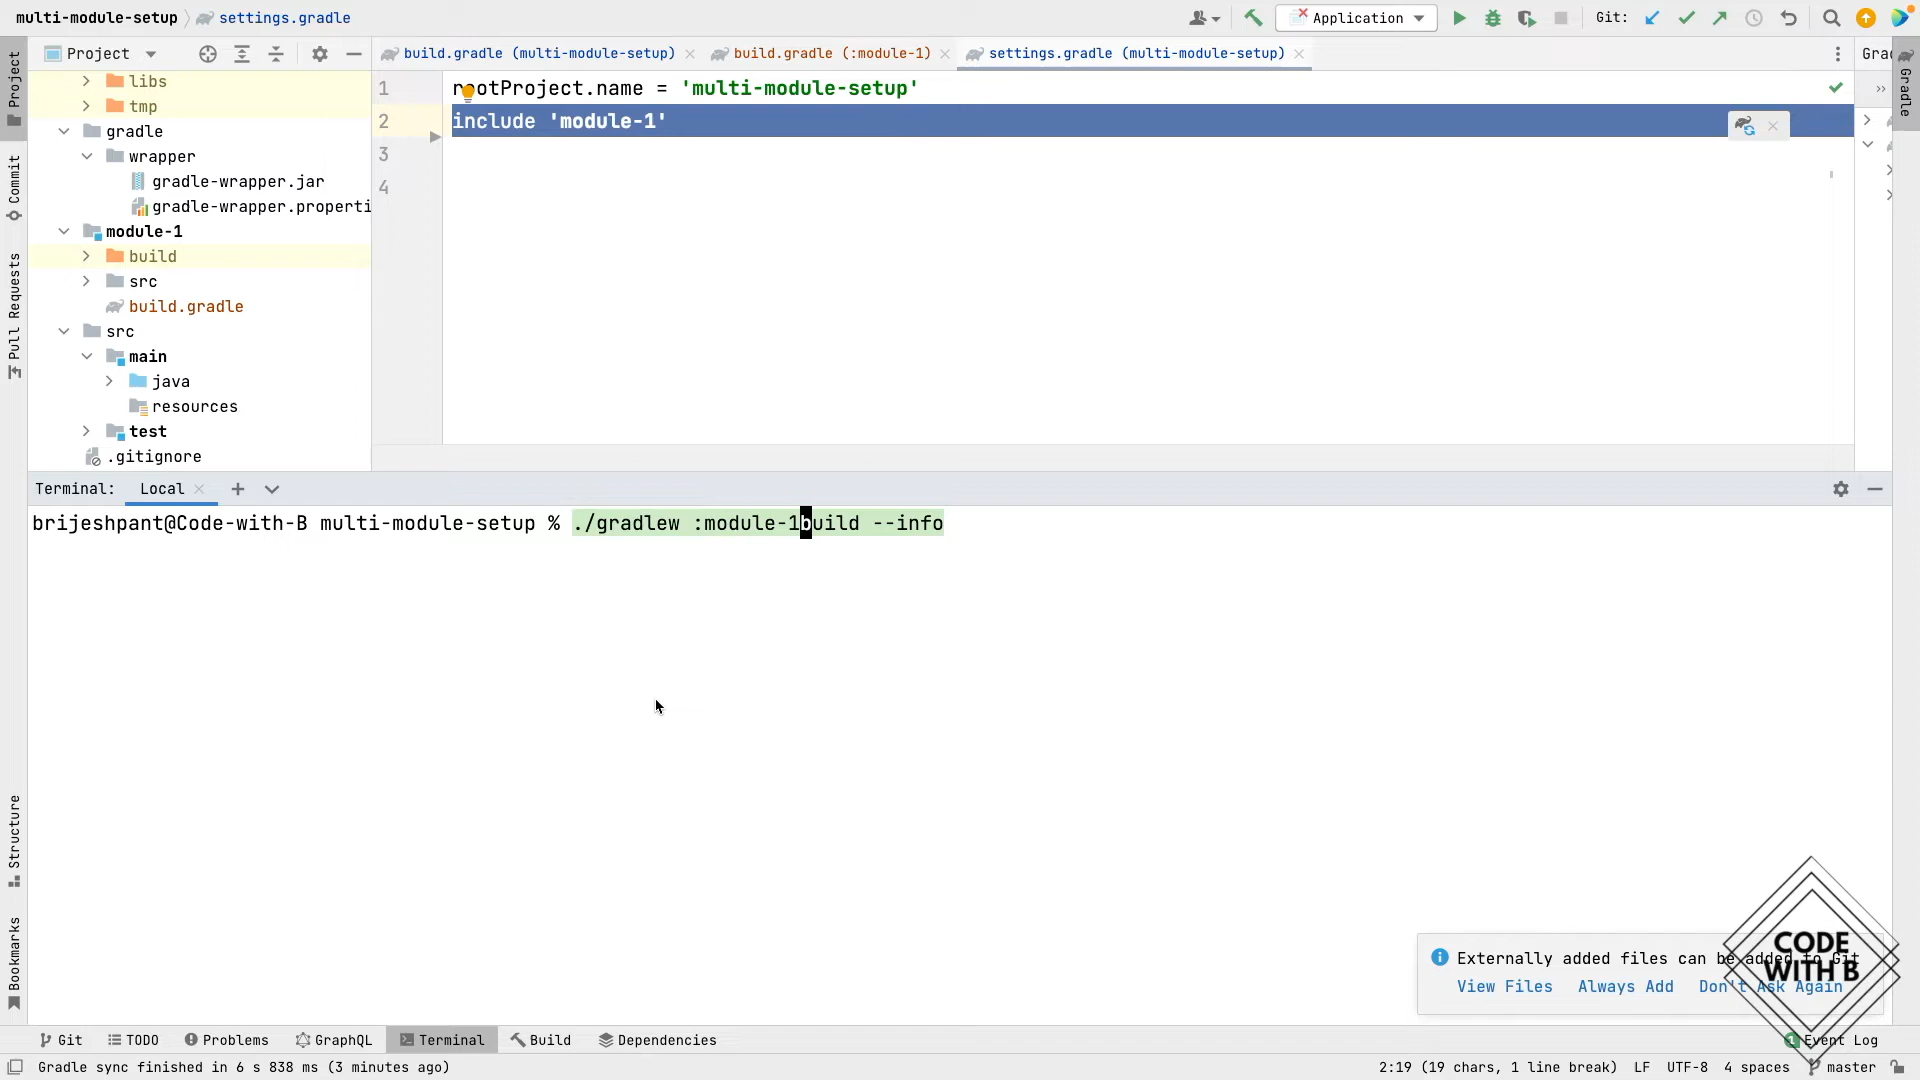 multi-module-setup
settings.gradle
Application
Git:
Project
build.gradle (multi-module-setup)
build.gradle (:module-1)
settings.gradle (multi-module-setup)
Project
Commit
Pull Requests
Structure
Bookmarks
Gradle
libs
tmp
gradle
wrapper
gradle-wrapper.jar
gradle-wrapper.properti
module-1
build
src
build.gradle
src
main
java
resources
test
.gitignore
1 rootProject.name = 'multi-module-setup'
2 include 'module-1'
3
4
Terminal: Local
brijeshpant@Code-with-B multi-module-setup % ./gradlew :module-1build --info
Externally added files can be added to Git
View Files Always Add Don't Ask Again
CODE
WITH B
Git TODO Problems GraphQL Terminal Build Dependencies
Event Log
Gradle sync finished in 6 s 838 ms (3 minutes ago)
2:19 (19 chars, 1 line break) LF UTF-8 4 spaces master